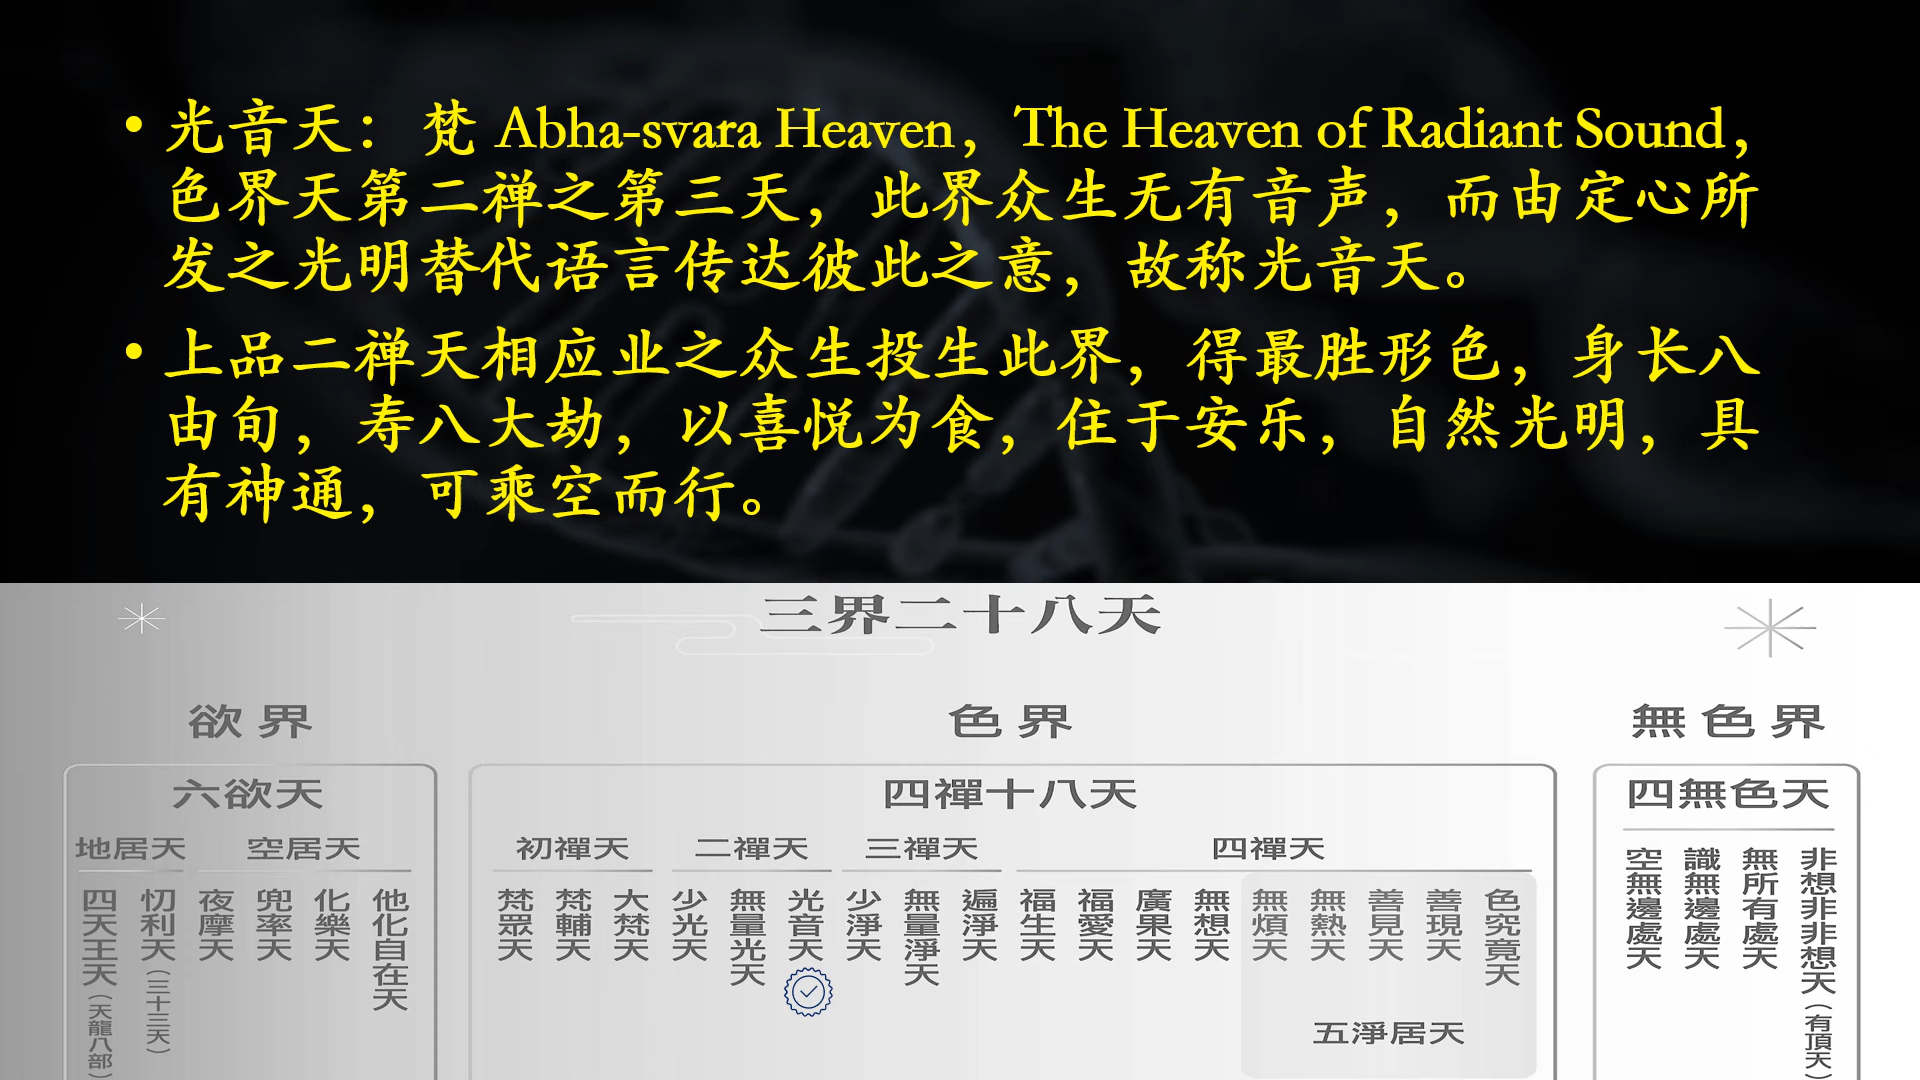 • 光音天： 梵 Abha-svara Heaven，The Heaven of Radiant Sound，
色界天第二禅之第三天，此界众生无有音声，而由定心所
发之光明替代语言传达彼此之意，故称光音天。
• 上品二禅天相应业之众生投生此界，得最胜形色，身长八
由旬，寿八大劫，以喜悦为食，住于安乐，自然光明，具
有神通，可乘空而行。
三界二十八天
欲界
色界
無色界
六欲天
四禪十八天
四無色天
地居天
空居天
初禪天
二禪天
三禪天
四禪天
四天王天（天龍八部）
忉利天（三十三天）
夜摩天
兜率天
化樂天
他化自在天
梵眾天
梵輔天
大梵天
少光天
無量光天
光音天
少淨天
無量淨天
遍淨天
福生天
福愛天
廣果天
無想天
無煩天
無熱天
善見天
善現天
色究竟天
五淨居天
空無邊處天
識無邊處天
無所有處天
非想非非想天（有頂天）